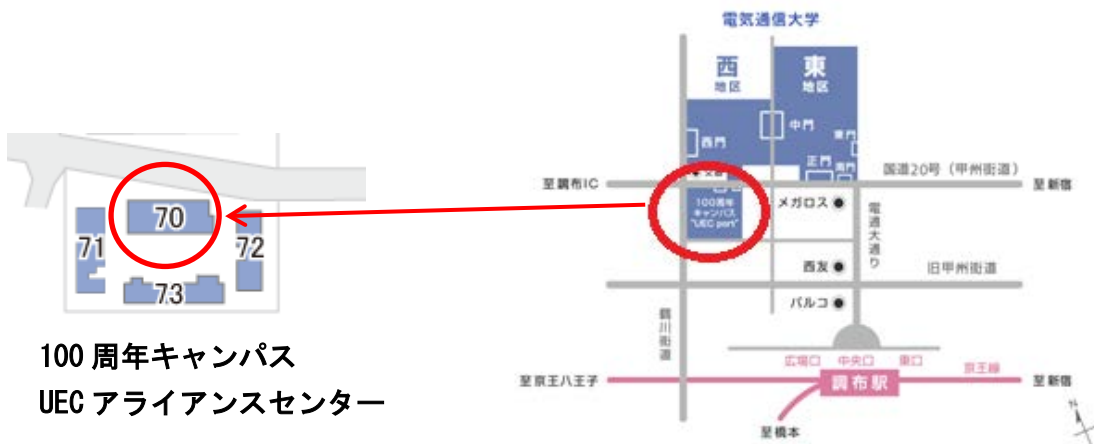 電気通信大学
西
地区
東
地区
中門
西門
東門
正門
南門
国道20号（甲州街道）
至調布IC
至新宿
交番
100周年
キャンパス
"UEC port"
メガロス
電通大通り
西友
旧甲州街道
パルコ
鶴川街道
広場口
中央口
東口
京王線
至京王八王子
調布駅
至新宿
至橋本
N
70
71
72
73
100周年キャンパス
UECアライアンスセンター